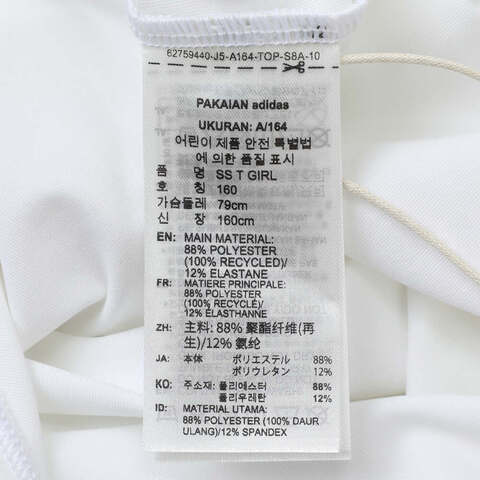 62759440-J5-A164-TOP-S8A-10
PAKAIAN adidas
UKURAN: A/164
어린이 제품 안전 특별법
에 의한 품질 표시
품 명 SS T GIRL
호 칭 160
가슴둘레 79cm
신 장 160cm
EN: MAIN MATERIAL:
88% POLYESTER
(100% RECYCLED)/
12% ELASTANE
FR: MATIERE PRINCIPALE:
88% POLYESTER
(100% RECYCLE)/
12% ÉLASTHANNE
ZH: 主料: 88% 聚酯纤维(再
生)/12% 氨纶
JA: 本体 ポリエステル 88%
ポリウレタン 12%
KO: 주소재: 폴리에스터 88%
폴리우레탄 12%
ID: MATERIAL UTAMA:
88% POLYESTER (100% DAUR
ULANG)/12% SPANDEX